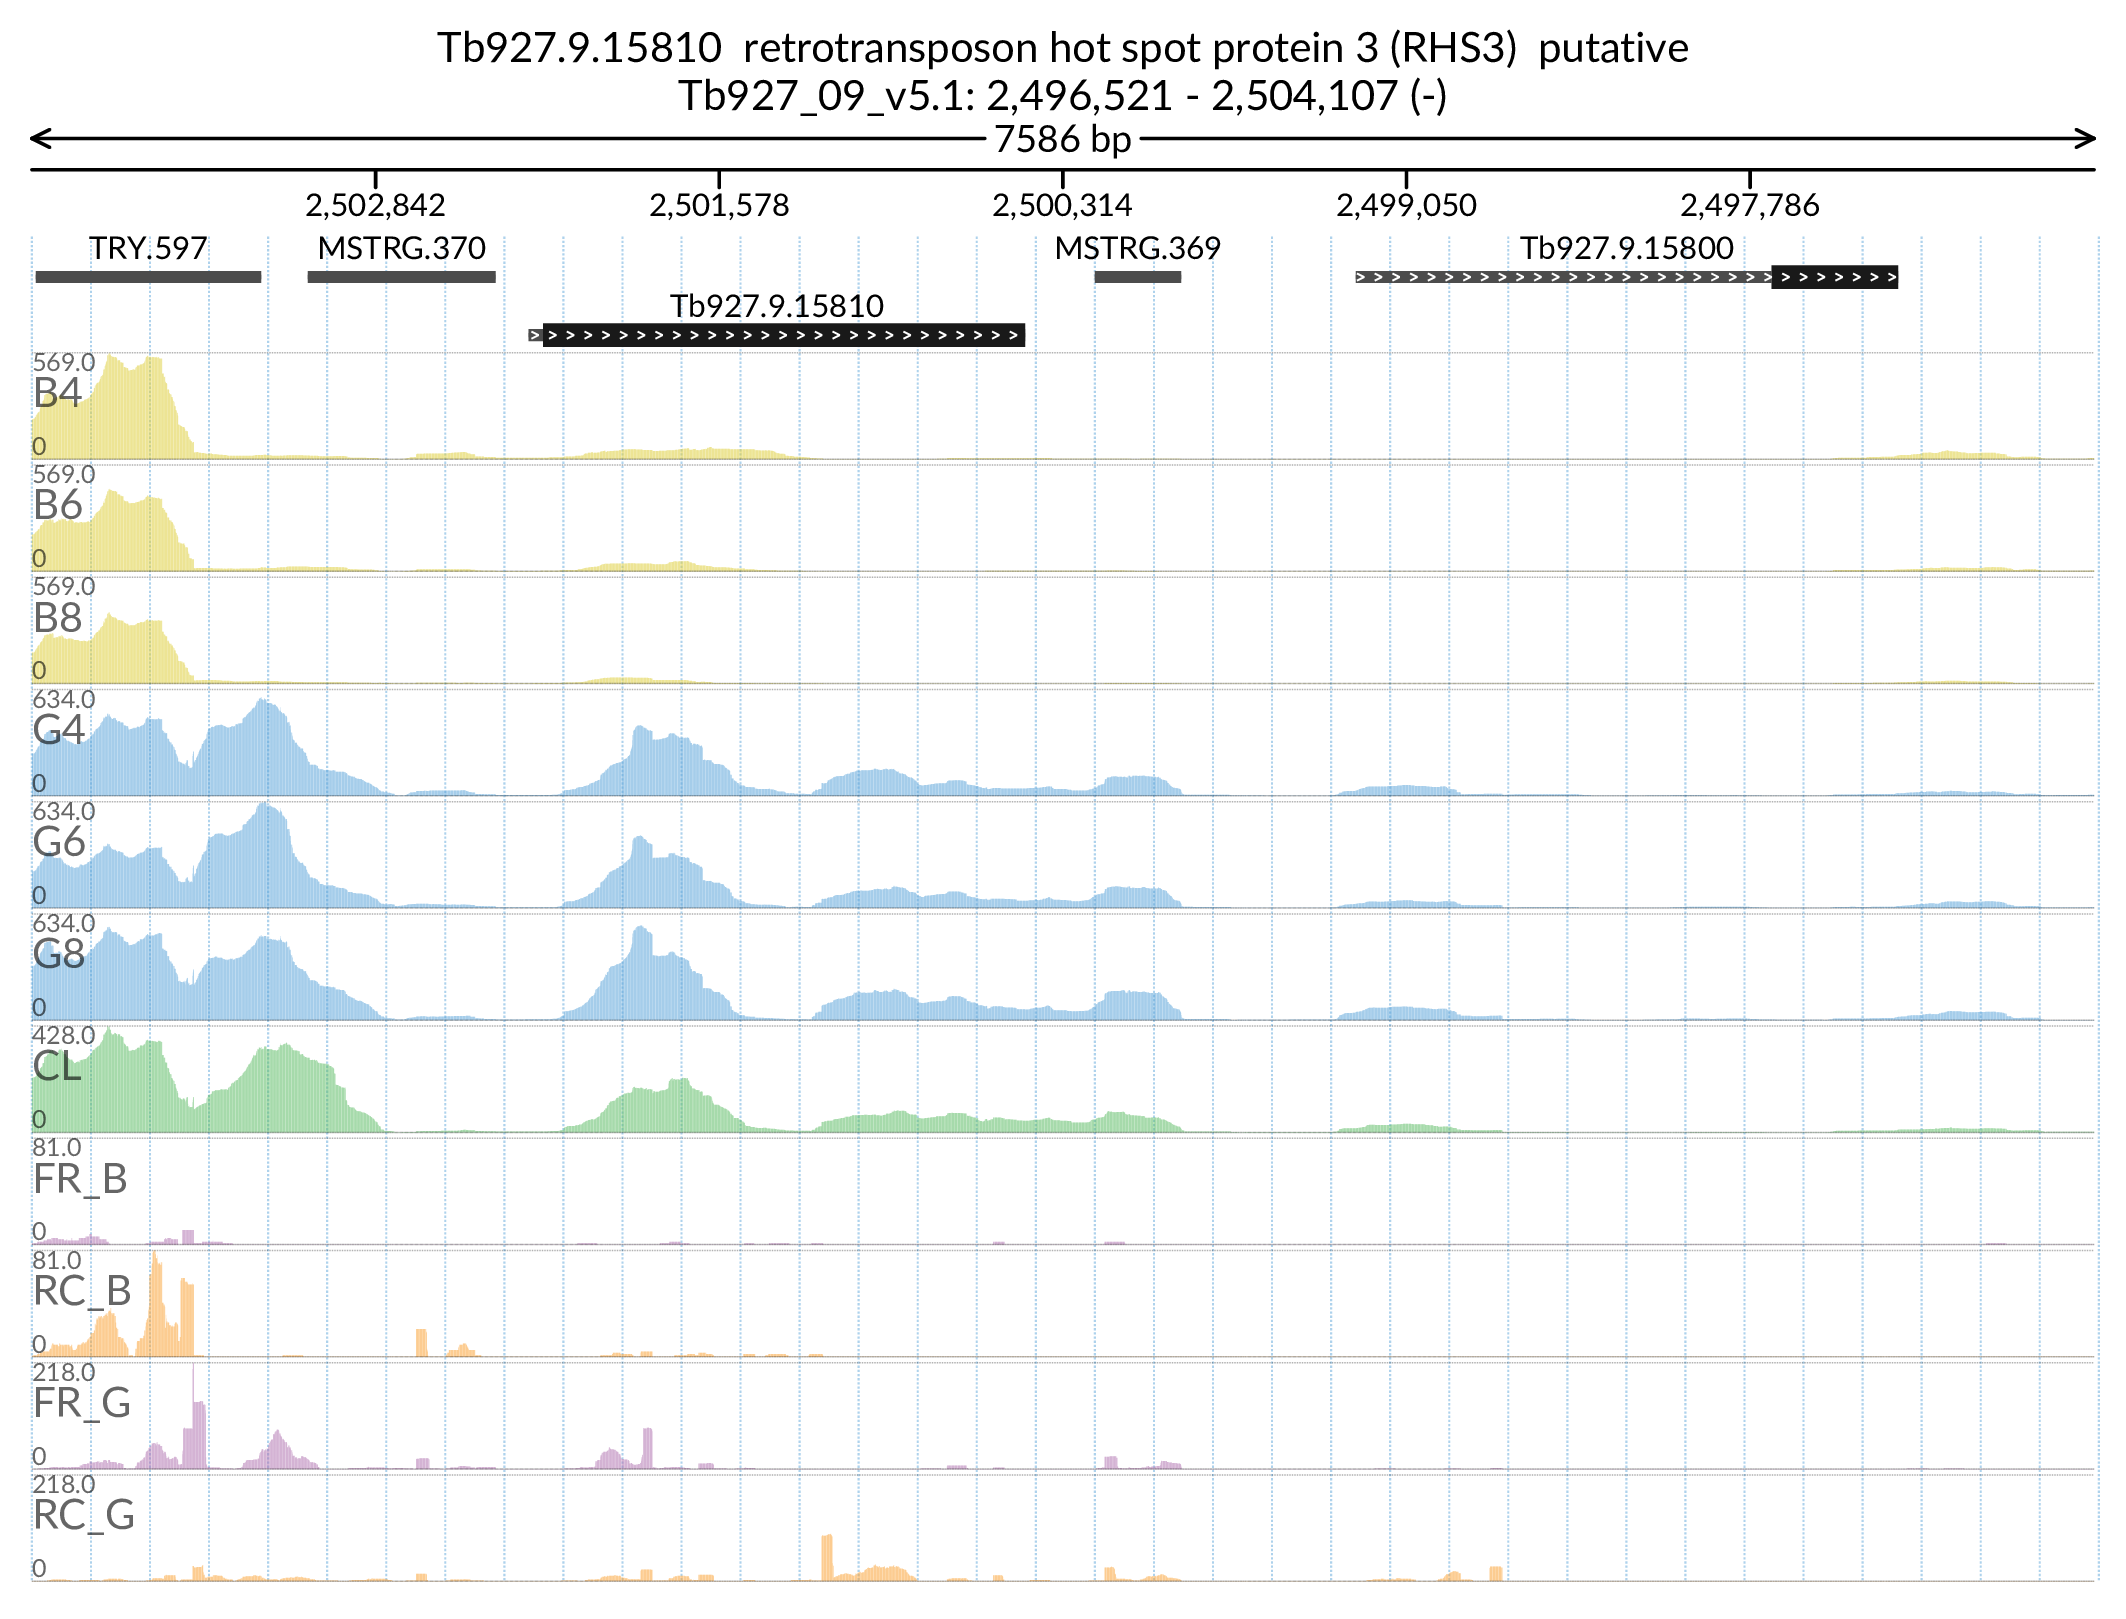 Tb927.9.15810  retrotransposon hot spot protein 3 (RHS3)  putative
Tb927_09_v5.1: 2,496,521 - 2,504,107 (-)
7586 bp
2,502,842 2,501,578 2,500,314 2,499,050 2,497,786
TRY.597 MSTRG.370 MSTRG.369 Tb927.9.15800
Tb927.9.15810
569.0
B4
0
569.0
B6
0
569.0
B8
0
634.0
G4
0
634.0
G6
0
634.0
G8
0
428.0
CL
0
81.0
FR_B
0
81.0
RC_B
0
218.0
FR_G
0
218.0
RC_G
0